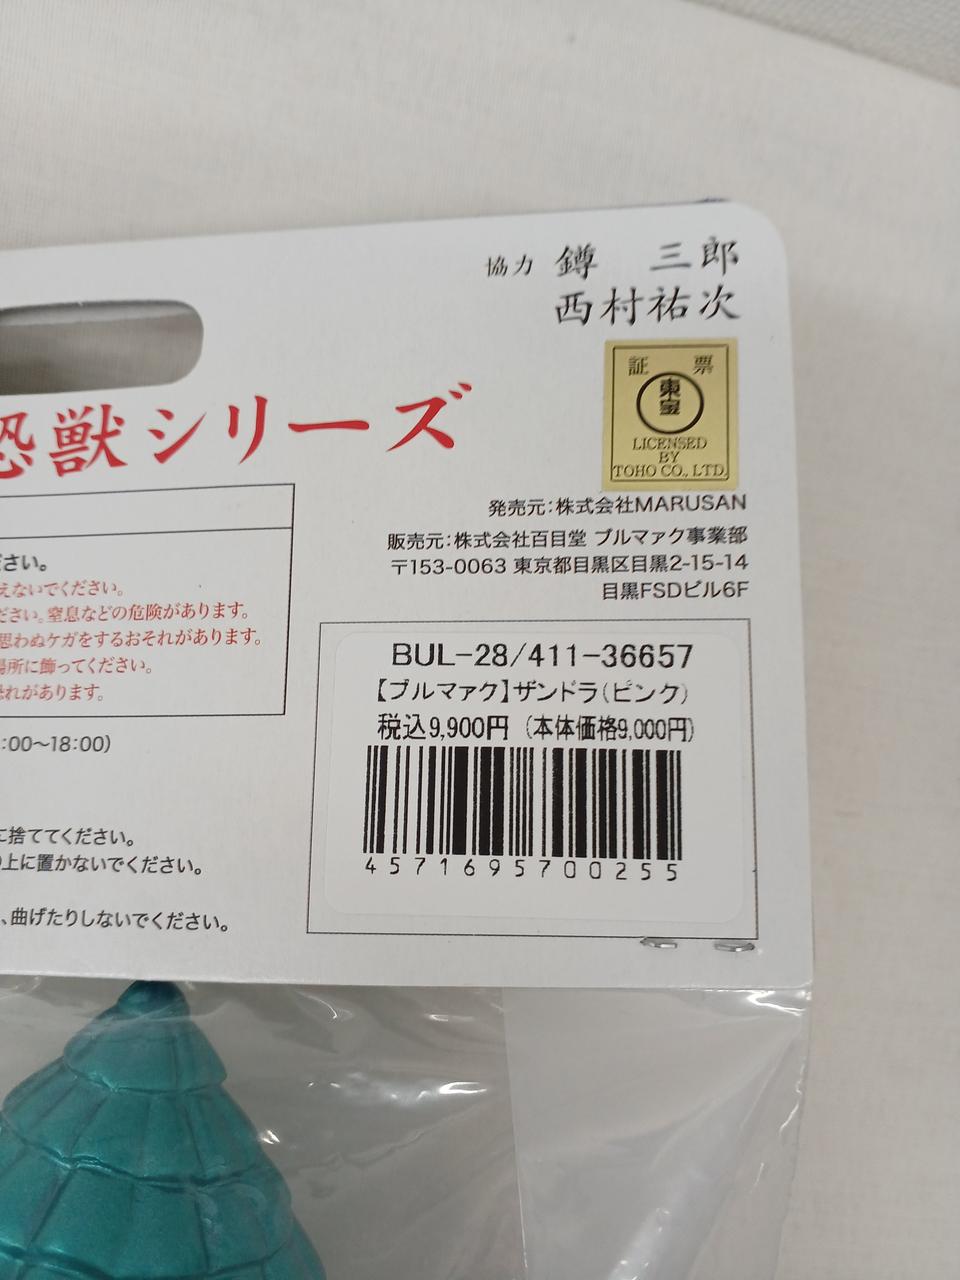 協力 鐏 三郎
西村祐次
証 票
東宝
LICENSED
BY
TOHO CO., LTD.
恐獣シリーズ
発売元:株式会社MARUSAN
販売元:株式会社百目堂 ブルマァク事業部
〒153-0063 東京都目黒区目黒2-15-14
目黒FSDビル6F
ださい。
えないでください。
ださい。窒息などの危険があります。
思わぬケガをするおそれがあります。
場所に飾ってください。
恐れがあります。
:00〜18:00)
に捨ててください。
の上に置かないでください。
、曲げたりしないでください。
BUL-28/411-36657
【ブルマァク】ザンドラ(ピンク)
税込9,900円 (本体価格9,000円)
4571695700255